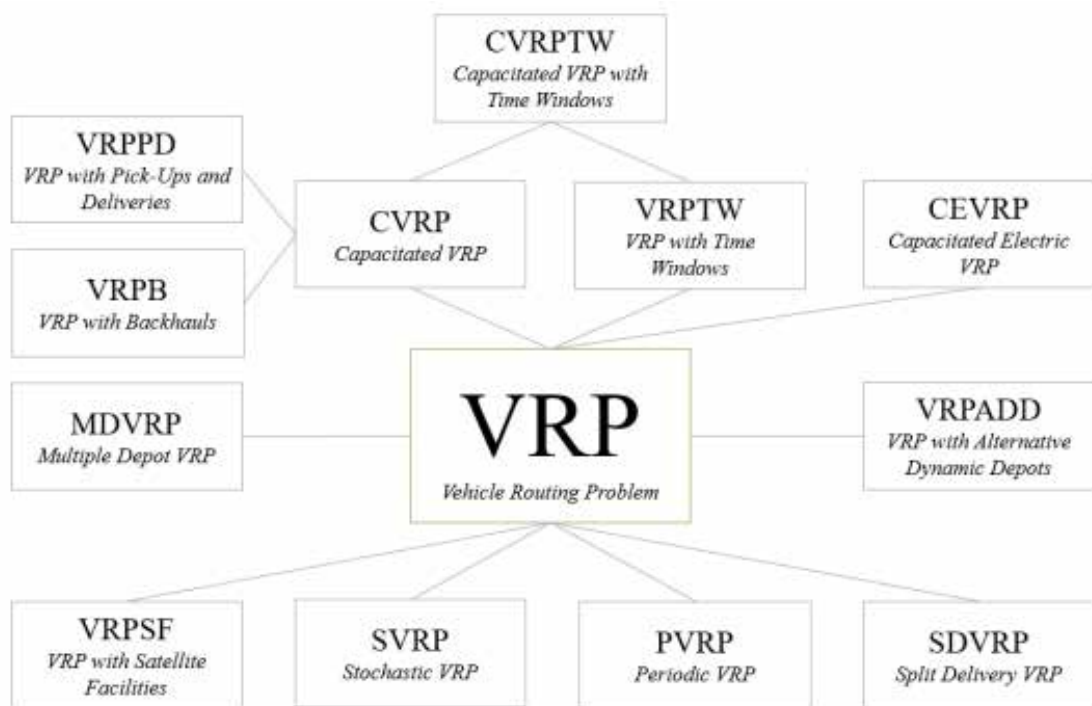 CVRPTW
Capacitated VRP with
Time Windows
VRPPD
VRP with Pick-Ups and
Deliveries
CVRP
Capacitated VRP
VRPTW
VRP with Time
Windows
CEVRP
Capacitated Electric
VRP
VRPB
VRP with Backhauls
MDVRP
Multiple Depot VRP
VRP
Vehicle Routing Problem
VRPADD
VRP with Alternative
Dynamic Depots
VRPSF
VRP with Satellite
Facilities
SVRP
Stochastic VRP
PVRP
Periodic VRP
SDVRP
Split Delivery VRP